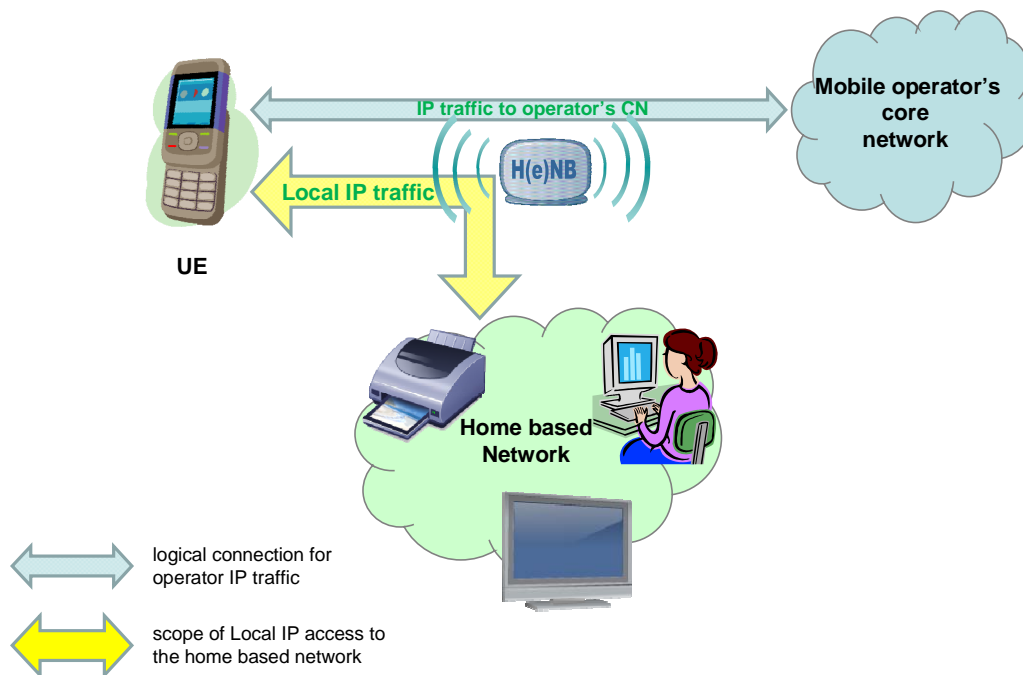 Mobile operator's
core
network
IP traffic to operator's CN
H(e)NB
Local IP traffic
UE
Home based
Network
logical connection for
operator IP traffic
scope of Local IP access to
the home based network